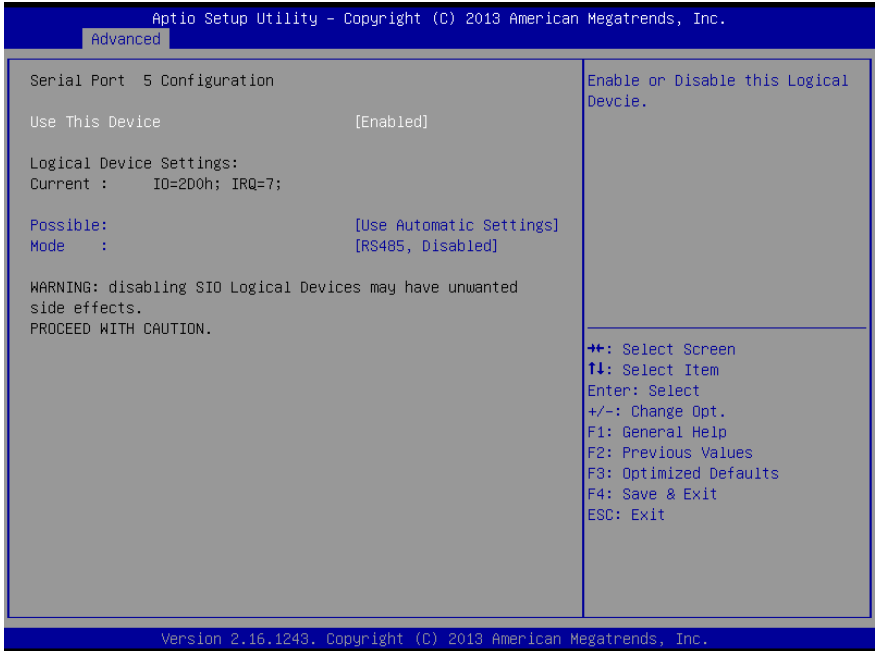 Aptio Setup Utility – Copyright (C) 2013 American Megatrends, Inc.
Advanced
Serial Port 5 Configuration
Use This Device [Enabled]
Logical Device Settings:
Current : IO=2D0h; IRQ=7;
Possible: [Use Automatic Settings]
Mode : [RS485, Disabled]
WARNING: disabling SIO Logical Devices may have unwanted
side effects.
PROCEED WITH CAUTION.
Enable or Disable this Logical
Devcie.
→←: Select Screen
↑↓: Select Item
Enter: Select
+/-: Change Opt.
F1: General Help
F2: Previous Values
F3: Optimized Defaults
F4: Save & Exit
ESC: Exit
Version 2.16.1243. Copyright (C) 2013 American Megatrends, Inc.